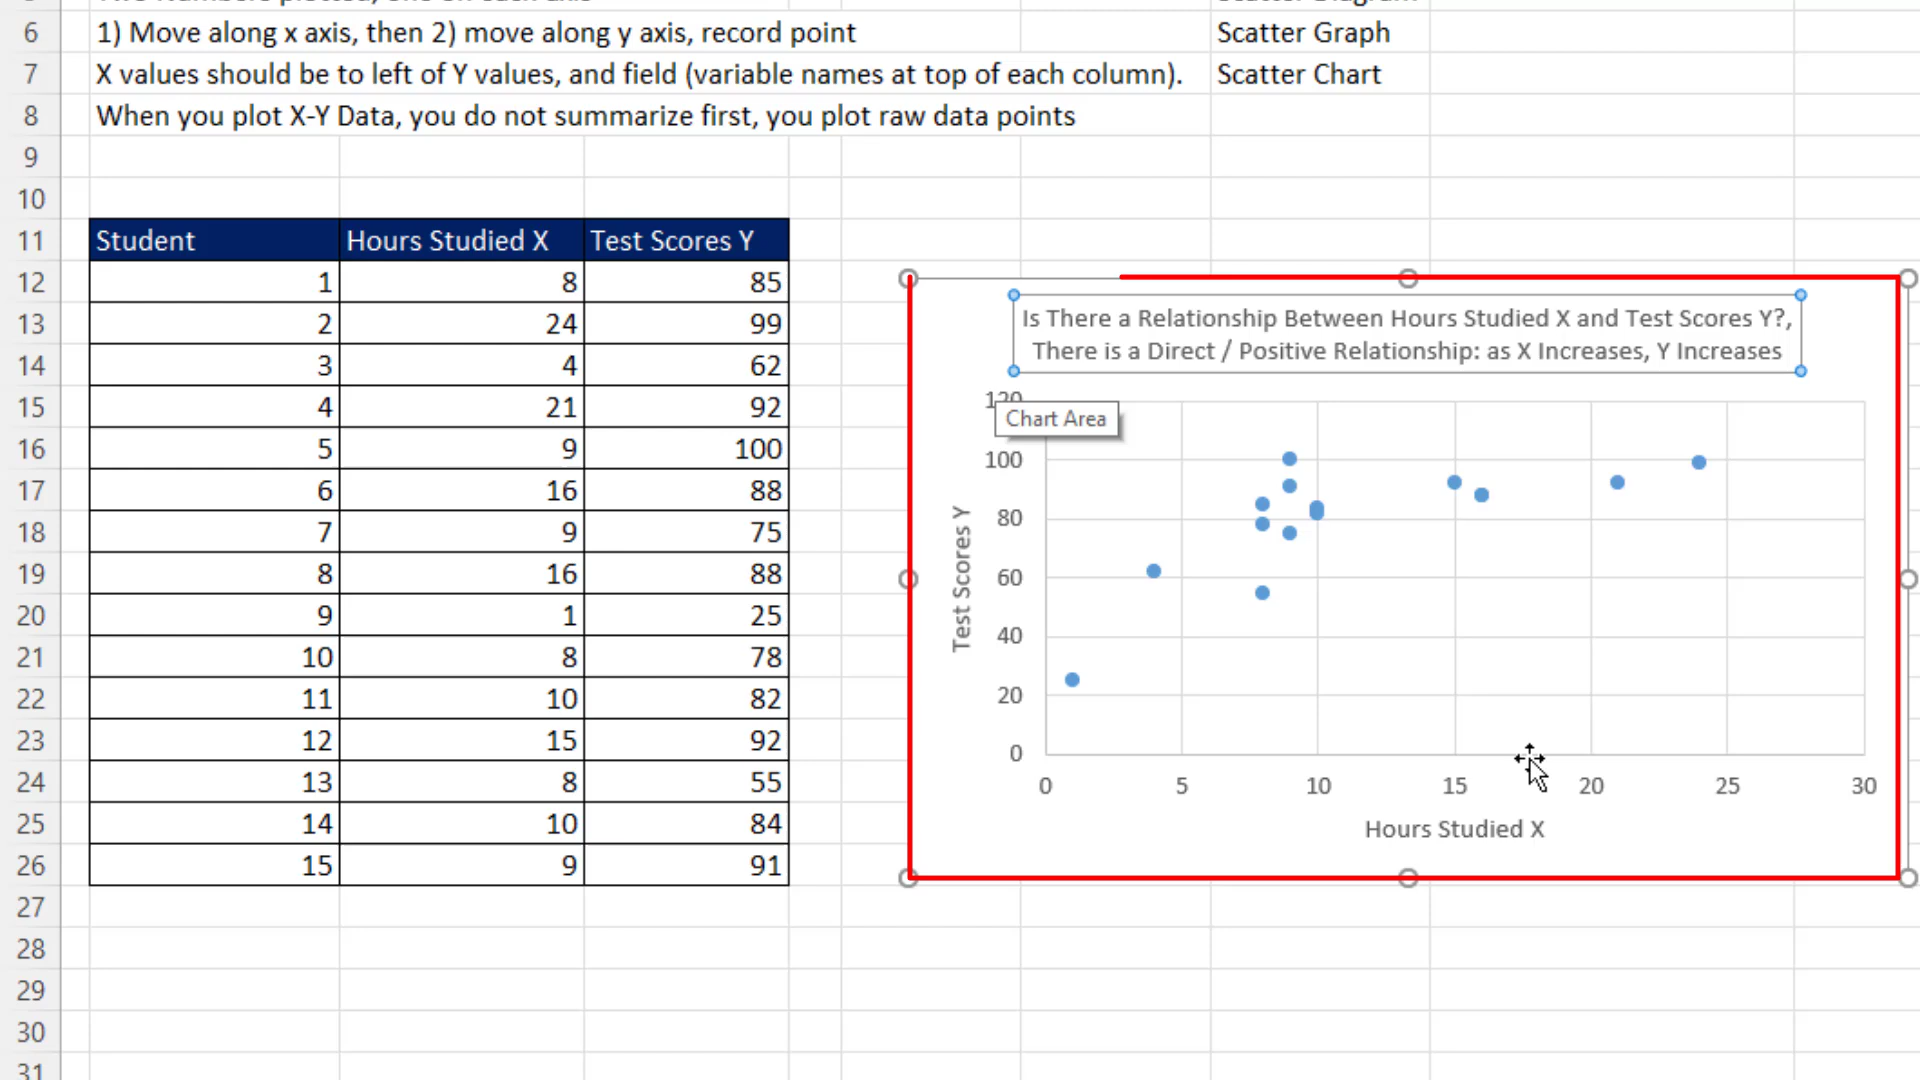 6 1) Move along x axis, then 2) move along y axis, record point Scatter Graph
7 X values should be to left of Y values, and field (variable names at top of each column). Scatter Chart
8 When you plot X-Y Data, you do not summarize first, you plot raw data points
9
10
11 Student Hours Studied X Test Scores Y
12 1 8 85
13 2 24 99
14 3 4 62
15 4 21 92
16 5 9 100
17 6 16 88
18 7 9 75
19 8 16 88
20 9 1 25
21 10 8 78
22 11 10 82
23 12 15 92
24 13 8 55
25 14 10 84
26 15 9 91
27
28
29
30
31
Is There a Relationship Between Hours Studied X and Test Scores Y?,
There is a Direct / Positive Relationship: as X Increases, Y Increases
120
Chart Area
100
80
60
40
20
0
Test Scores Y
0 5 10 15 20 25 30
Hours Studied X